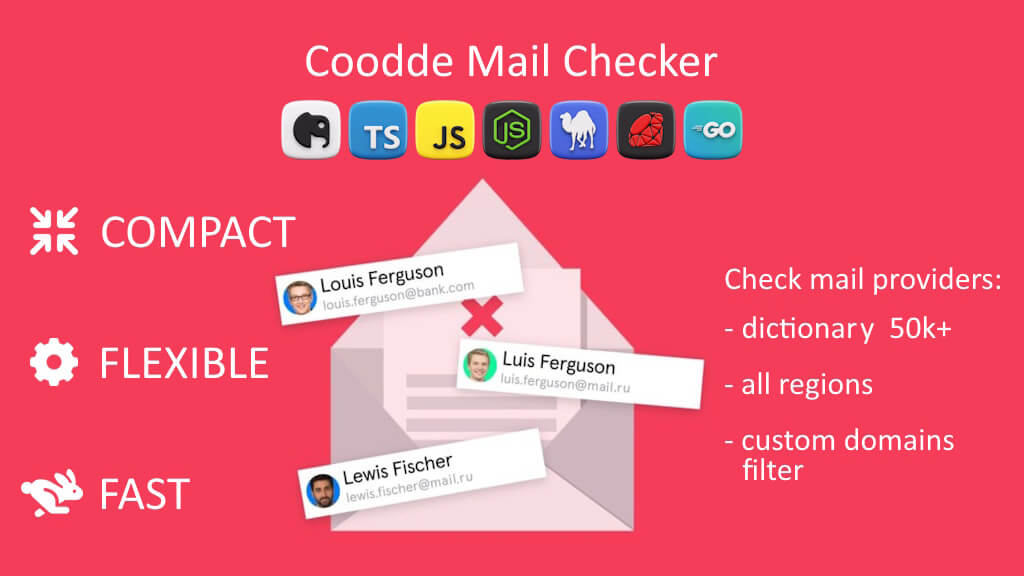 Coodde Mail Checker
TS
JS
JS
GO
COMPACT
FLEXIBLE
FAST
Louis Ferguson
louis.ferguson@bank.com
Luis Ferguson
luis.ferguson@mail.ru
Lewis Fischer
lewis.fischer@mail.ru
Check mail providers:
- dictionary 50k+
- all regions
- custom domains
filter